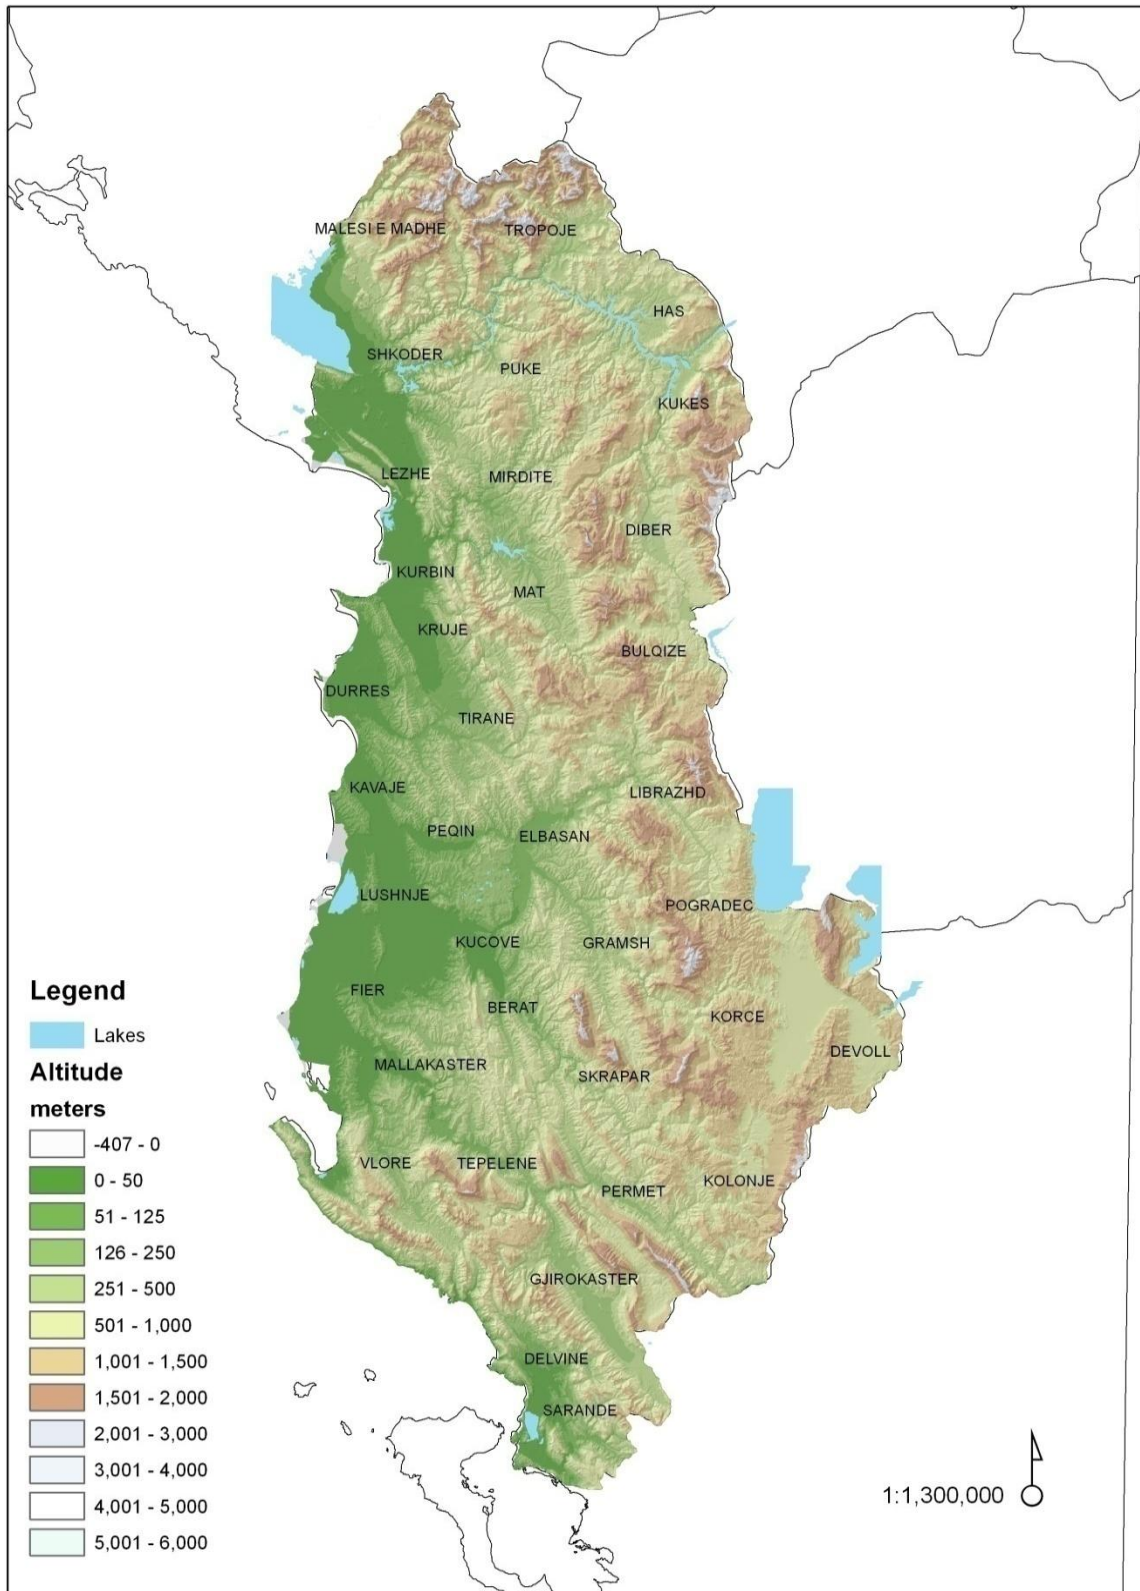 MALESI E MADHE
TROPOJE
HAS
SHKODER
PUKE
KUKES
LEZHE
MIRDITE
DIBER
KURBIN
MAT
KRUJE
BULQIZE
DURRES
TIRANE
KAVAJE
LIBRAZHD
PEQIN
ELBASAN
LUSHNJE
POGRADEC
KUCOVE
GRAMSH
FIER
BERAT
KORCE
DEVOLL
MALLAKASTER
SKRAPAR
VLORE
TEPELENE
PERMET
KOLONJE
GJIROKASTER
DELVINE
SARANDE
Legend
Lakes
Altitude
meters
-407 - 0
0 - 50
51 - 125
126 - 250
251 - 500
501 - 1,000
1,001 - 1,500
1,501 - 2,000
2,001 - 3,000
3,001 - 4,000
4,001 - 5,000
5,001 - 6,000
1:1,300,000